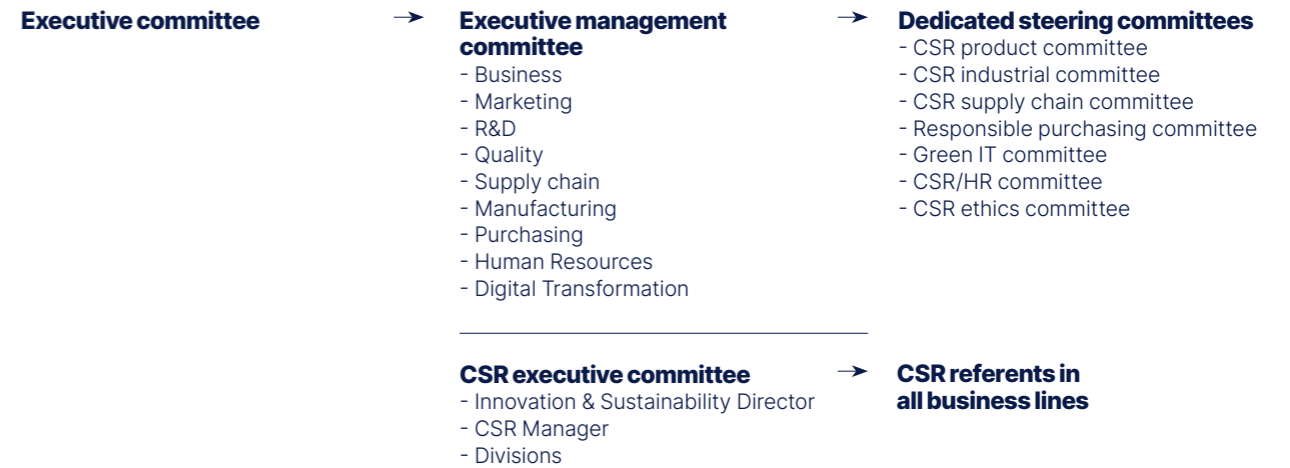 Executive committee
Executive management
committee
- Business
- Marketing
- R&D
- Quality
- Supply chain
- Manufacturing
- Purchasing
- Human Resources
- Digital Transformation
Dedicated steering committees
- CSR product committee
- CSR industrial committee
- CSR supply chain committee
- Responsible purchasing committee
- Green IT committee
- CSR/HR committee
- CSR ethics committee
CSR executive committee
- Innovation & Sustainability Director
- CSR Manager
- Divisions
CSR referents in
all business lines